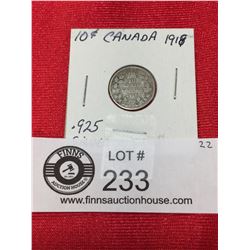 10¢ CANADA 1918
.925
FINNS
AUCTION HOUSE
LOT #
233
22
www.finnsauctionhouse.com